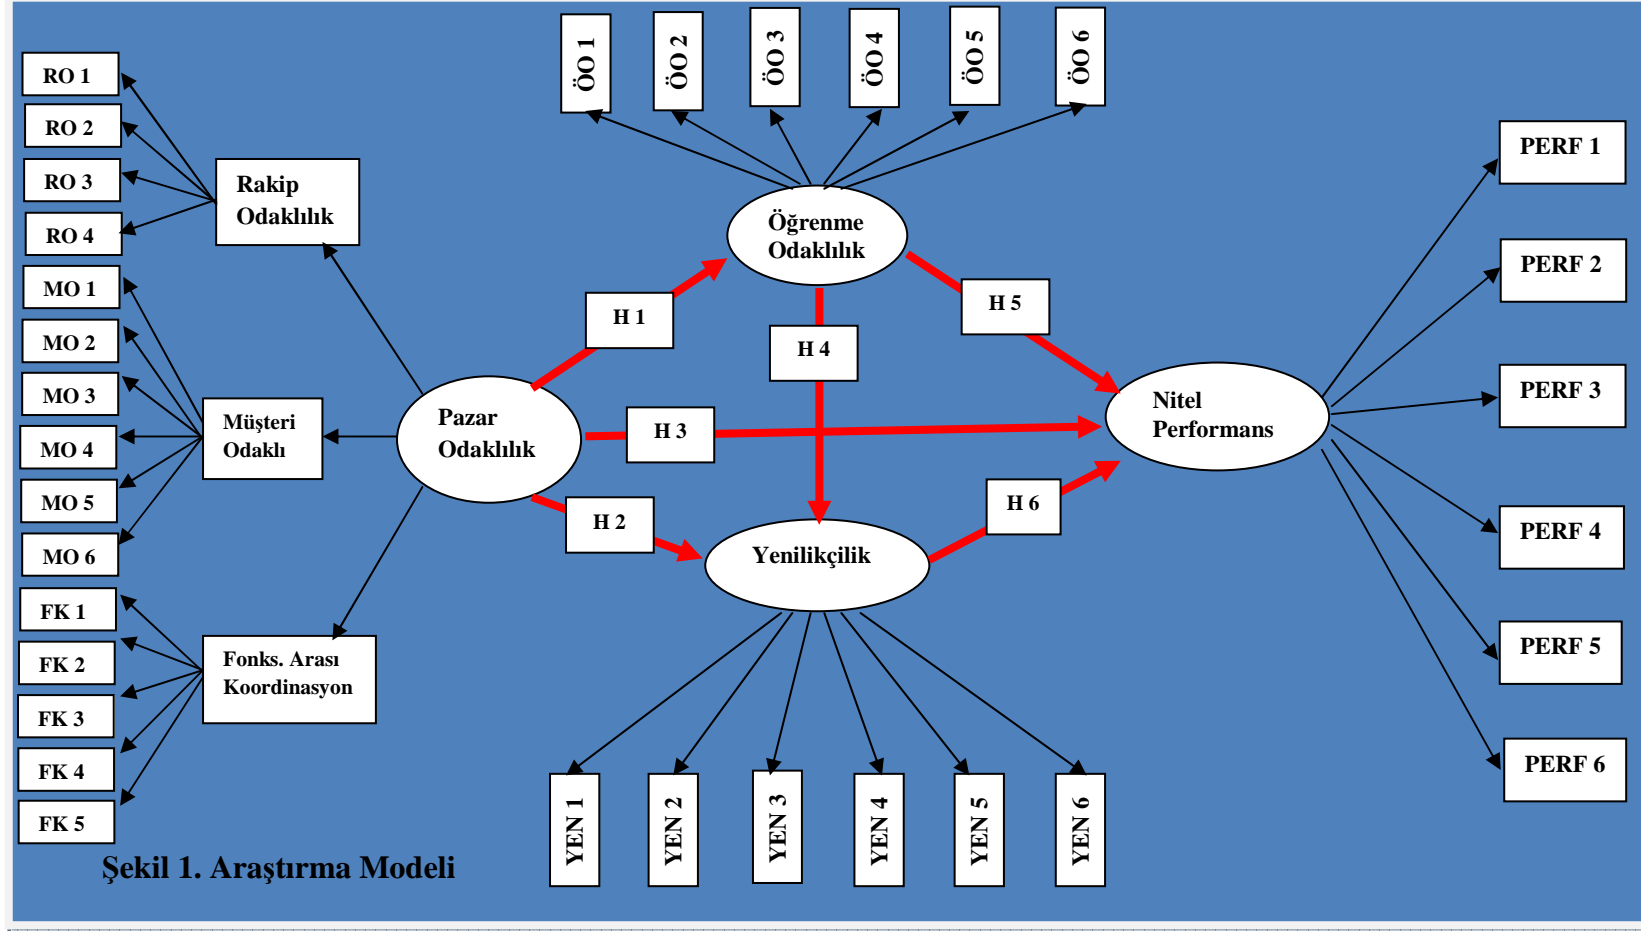 ÖO 1
ÖO 2
ÖO 3
ÖO 4
ÖO 5
ÖO 6
RO 1
RO 2
RO 3
RO 4
MO 1
MO 2
MO 3
MO 4
MO 5
MO 6
FK 1
FK 2
FK 3
FK 4
FK 5
Rakip
Odaklılık
Müşteri
Odaklı
Fonks. Arası
Koordinasyon
Pazar
Odaklılık
H 1
H 2
H 3
H 4
H 5
H 6
Öğrenme
Odaklılık
Yenilikçilik
Nitel
Performans
PERF 1
PERF 2
PERF 3
PERF 4
PERF 5
PERF 6
YEN 1
YEN 2
YEN 3
YEN 4
YEN 5
YEN 6
Şekil 1. Araştırma Modeli